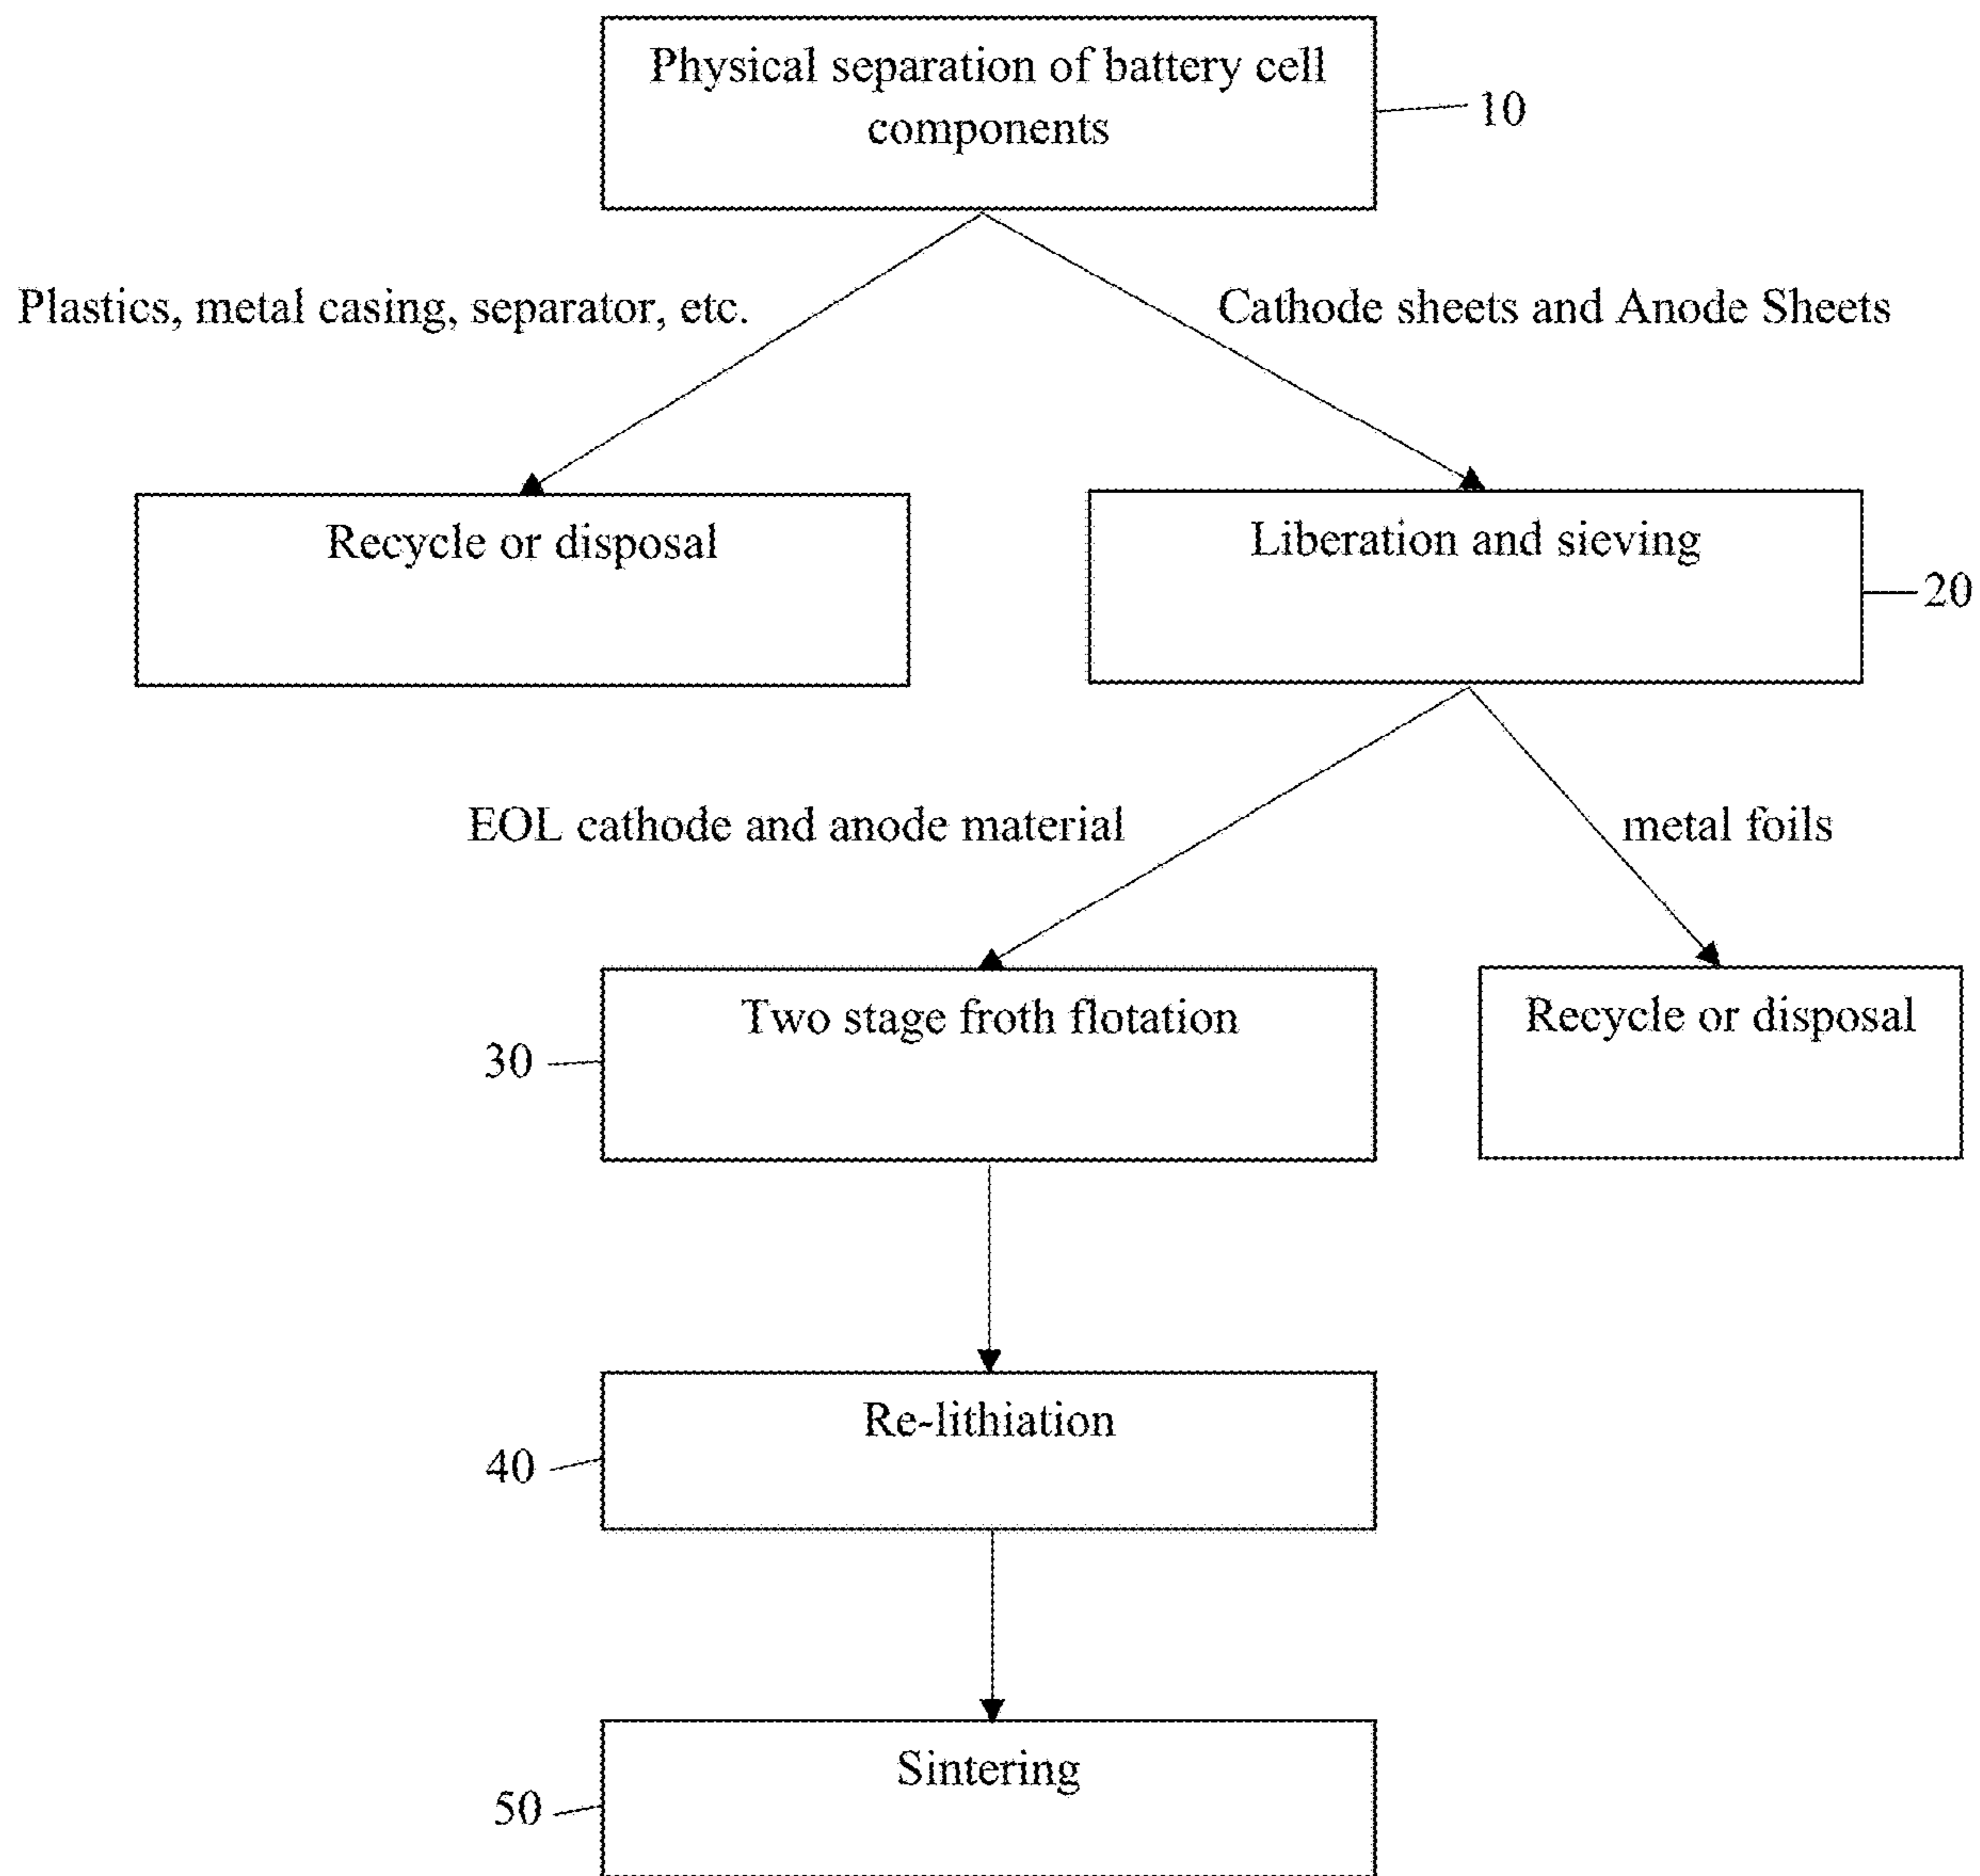 Physical separation of battery cell
components
10
Plastics, metal casing, separator, etc.
Cathode sheets and Anode Sheets
Recycle or disposal
Liberation and sieving
20
EOL cathode and anode material
metal foils
Two stage froth flotation
Recycle or disposal
30
Re-lithiation
40
Sintering
50